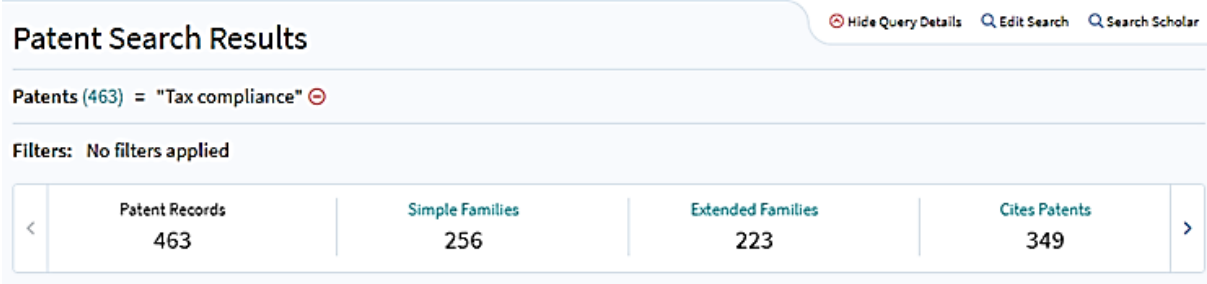 Hide Query Details Edit Search Search Scholar
Patent Search Results
Patents (463) = "Tax compliance"
Filters: No filters applied
Patent Records Simple Families Extended Families Cites Patents
463 256 223 349